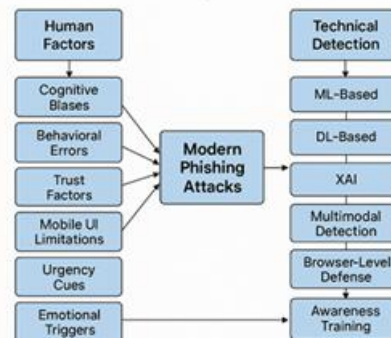 Human
Factors
Cognitive
Blases
Behavioral
Errors
Trust
Factors
Mobile UI
Limitations
Urgency
Cues
Emotional
Triggers
Modern
Phishing
Attacks
Technical
Detection
ML-Based
DL-Based
XAI
Multimodal
Detection
Browser-Level
Defense
Awareness
Training